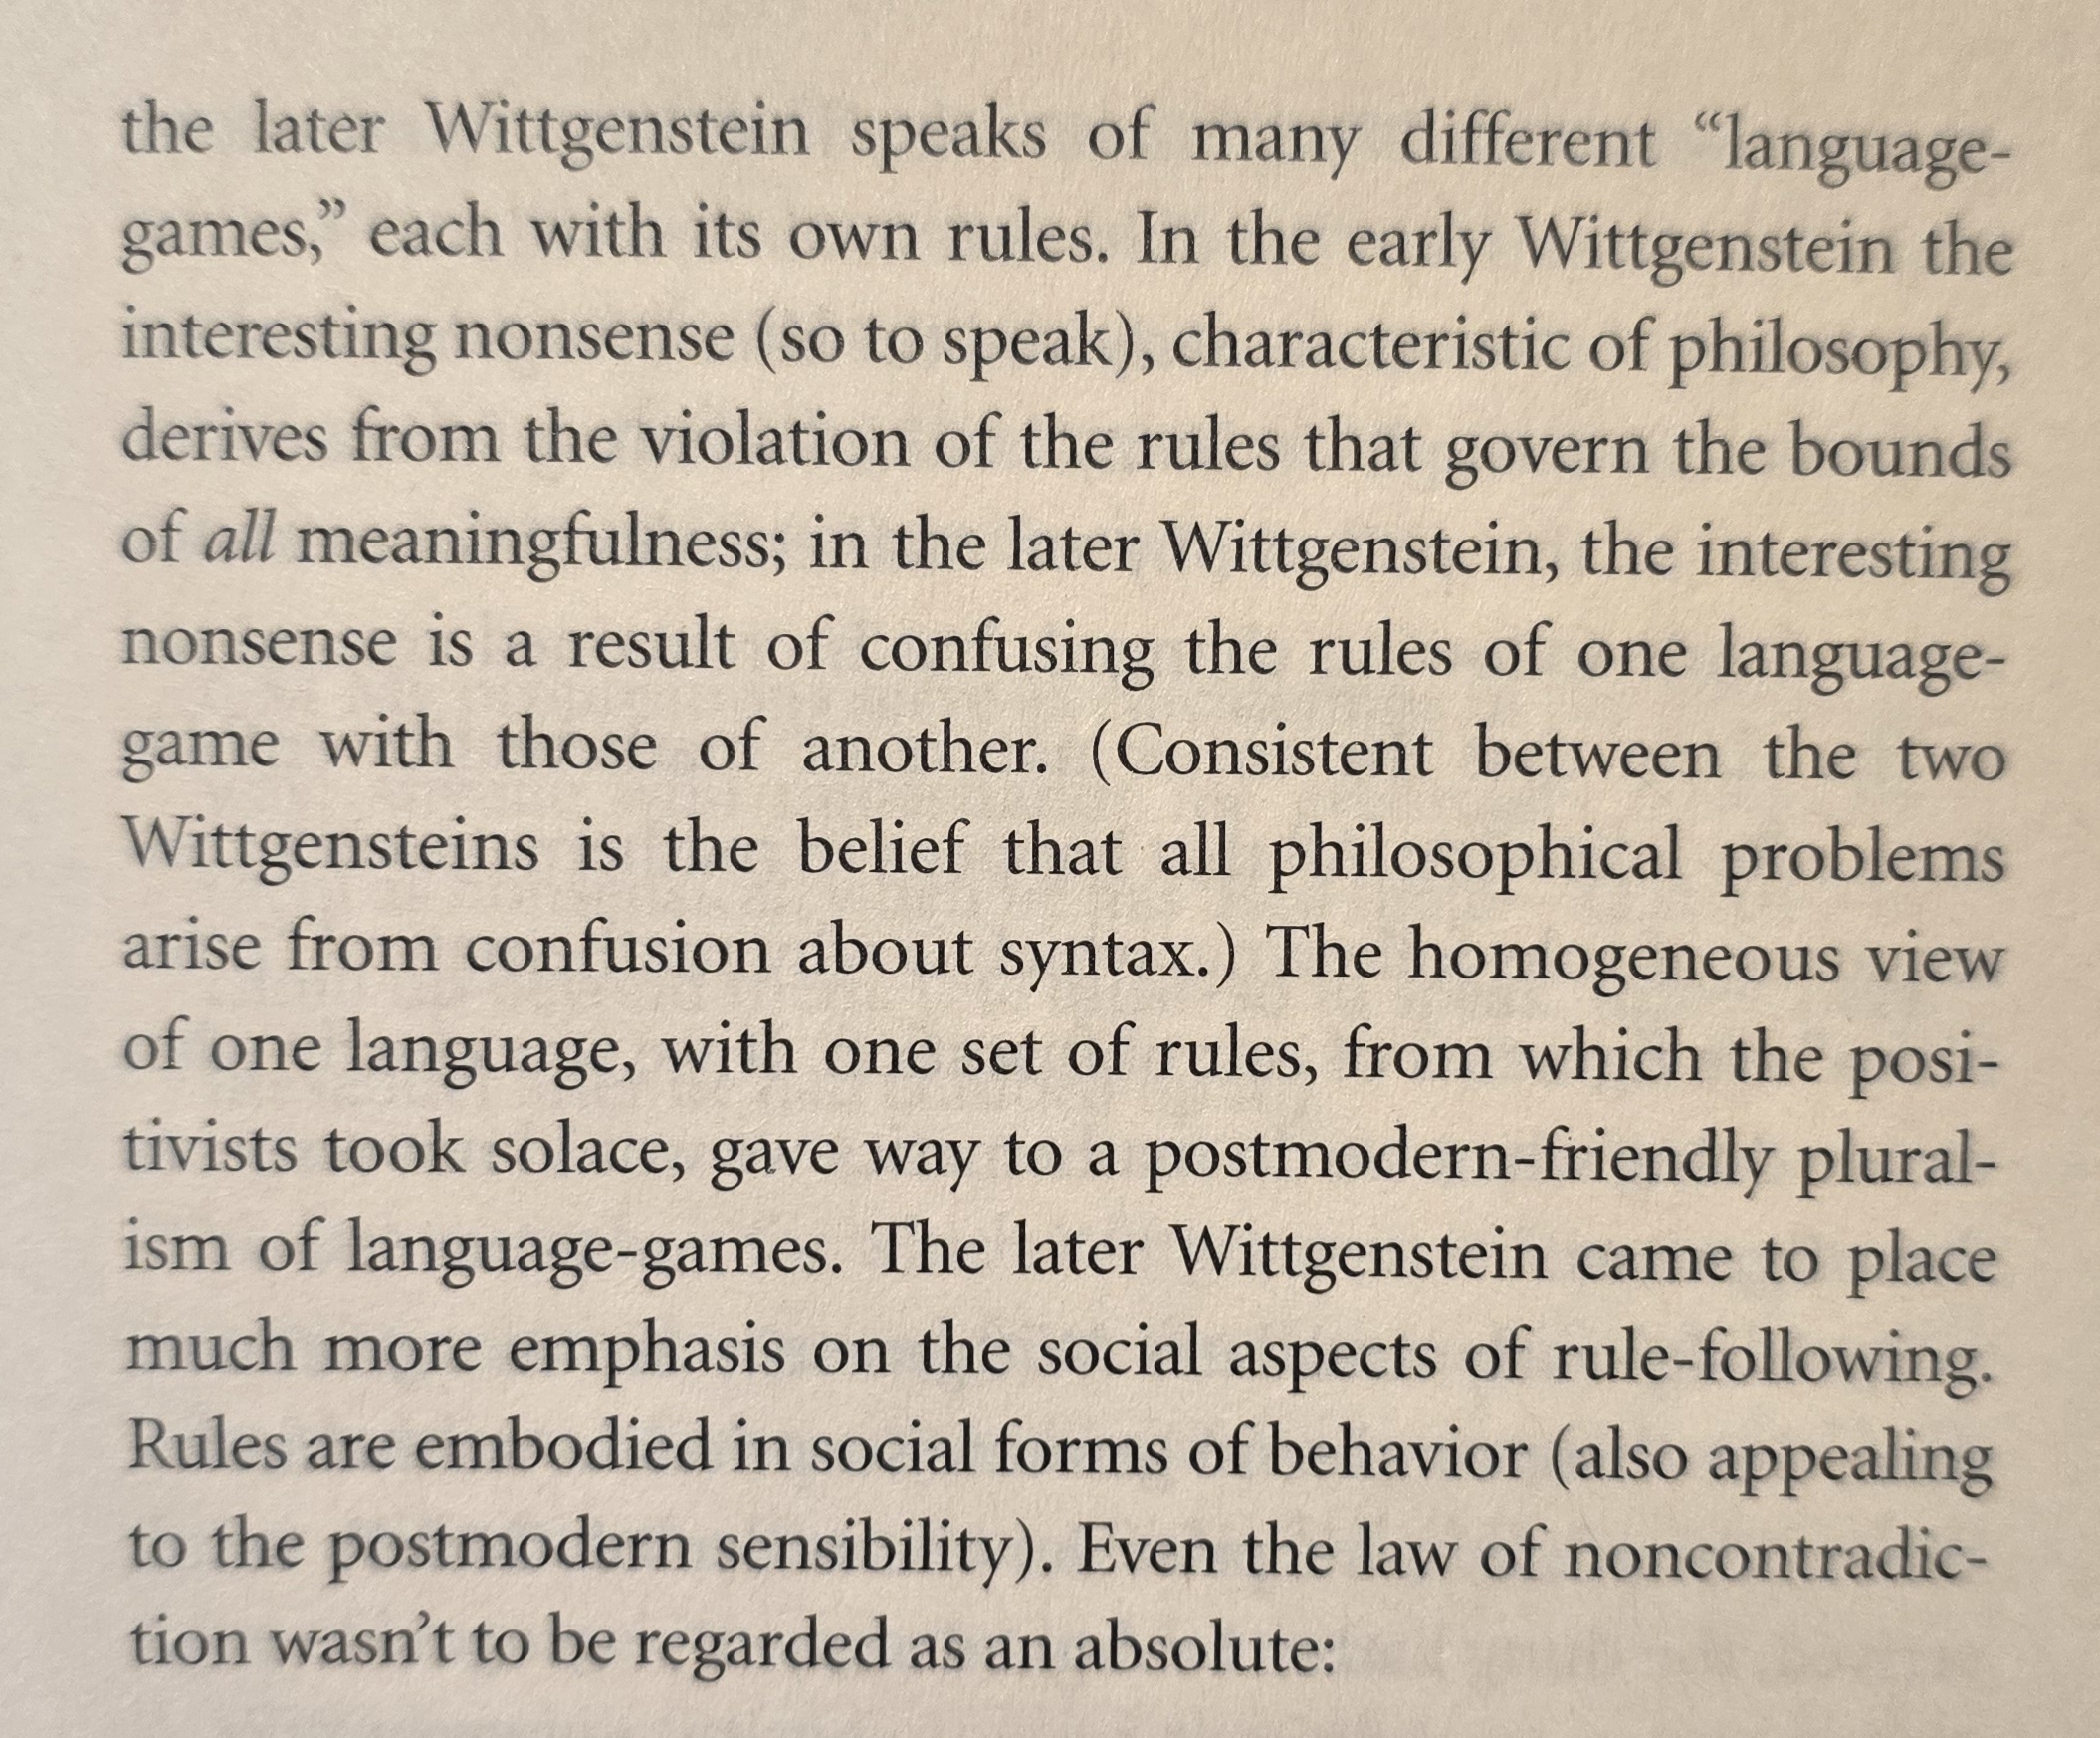 the later Wittgenstein speaks of many different “language-
games,” each with its own rules. In the early Wittgenstein the
interesting nonsense (so to speak), characteristic of philosophy,
derives from the violation of the rules that govern the bounds
of all meaningfulness; in the later Wittgenstein, the interesting
nonsense is a result of confusing the rules of one language-
game with those of another. (Consistent between the two
Wittgensteins is the belief that all philosophical problems
arise from confusion about syntax.) The homogeneous view
of one language, with one set of rules, from which the posi-
tivists took solace, gave way to a postmodern-friendly plural-
ism of language-games. The later Wittgenstein came to place
much more emphasis on the social aspects of rule-following.
Rules are embodied in social forms of behavior (also appealing
to the postmodern sensibility). Even the law of noncontradic-
tion wasn’t to be regarded as an absolute: